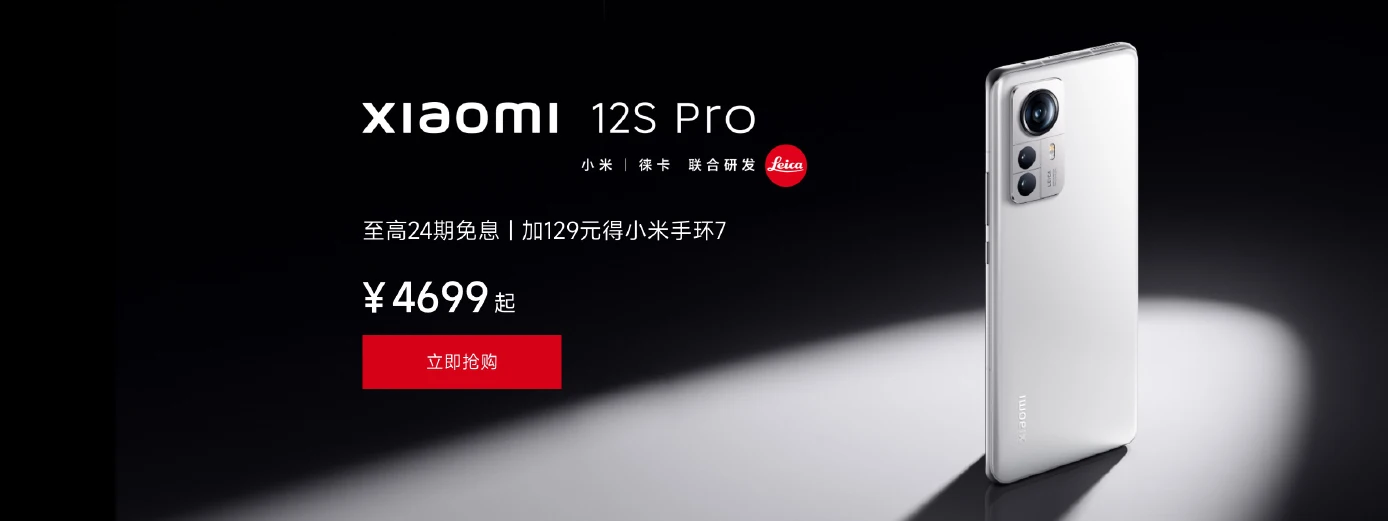 xiaomi 12S Pro
小米 | 徕卡 联合研发 Leica
至高24期免息 | 加129元得小米手环7
¥4699起
立即抢购
xiaomi